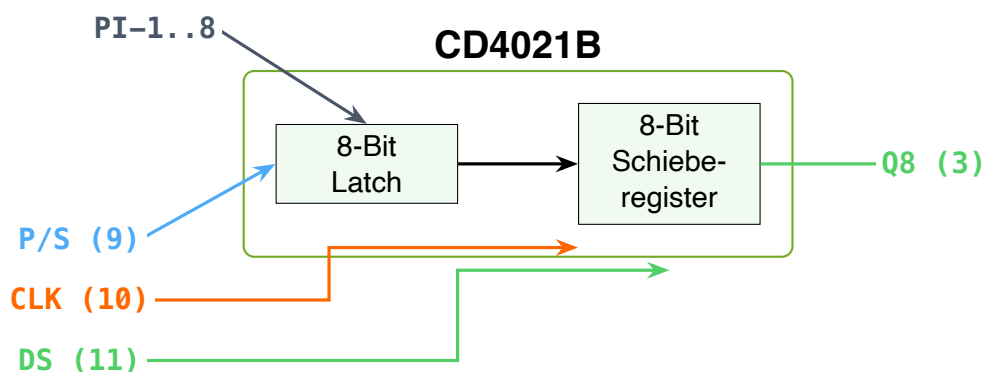 PI–1..8
CD4021B
8-Bit
Latch
8-Bit
Schiebe-
register
Q8 (3)
P/S (9)
CLK (10)
DS (11)